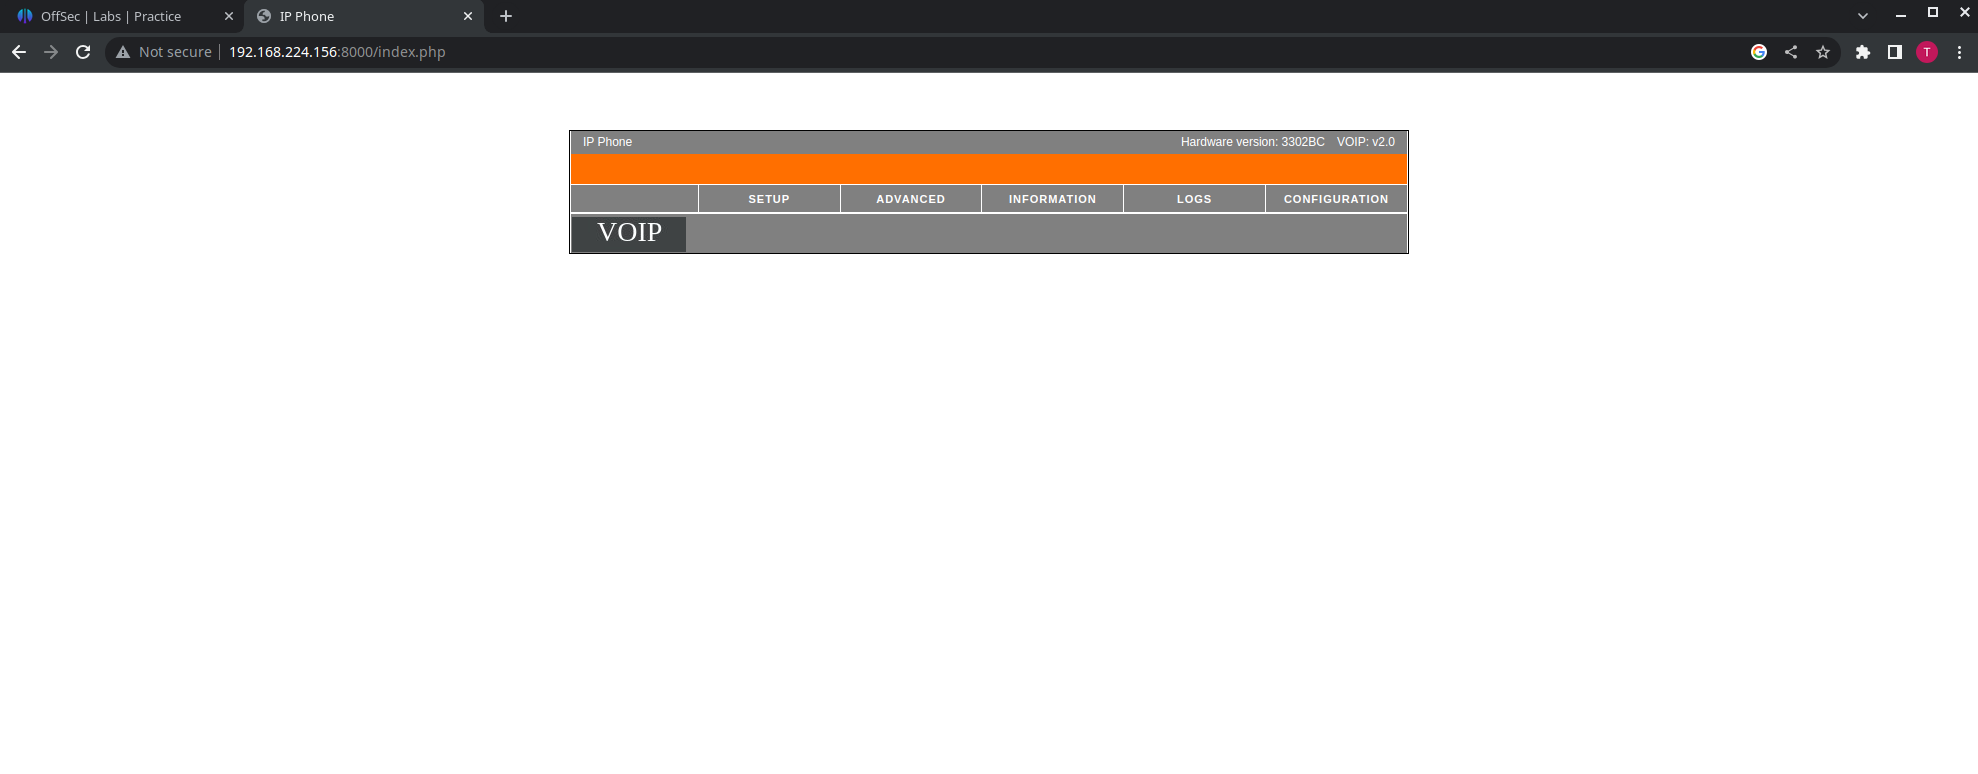 OffSec | Labs | Practice
IP Phone
Not secure
192.168.224.156:8000/index.php
T
IP Phone
Hardware version: 3302BC VOIP: v2.0
SETUP ADVANCED INFORMATION LOGS CONFIGURATION
VOIP